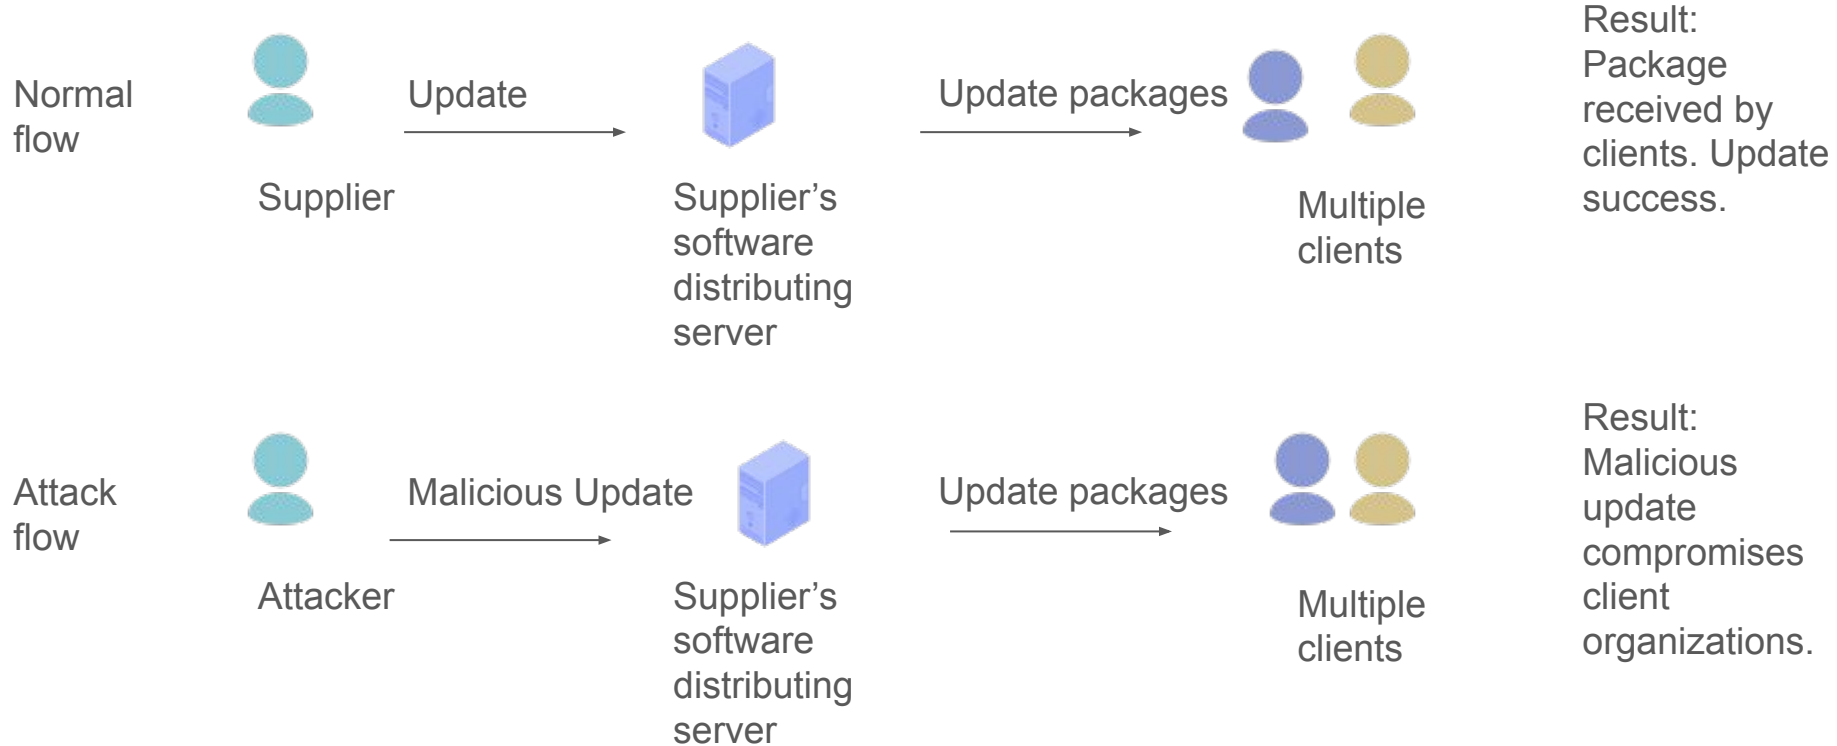 Normal
flow
Update
Supplier
Supplier’s
software
distributing
server
Update packages
Multiple
clients
Result:
Package
received by
clients. Update
success.
Attack
flow
Malicious Update
Attacker
Supplier’s
software
distributing
server
Update packages
Multiple
clients
Result:
Malicious
update
compromises
client
organizations.